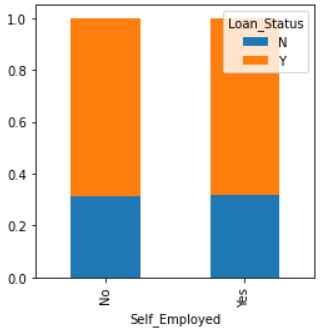 Loan_Status
N
Y
1.0
0.8
0.6
0.4
0.2
0.0
No
Yes
Self_Employed